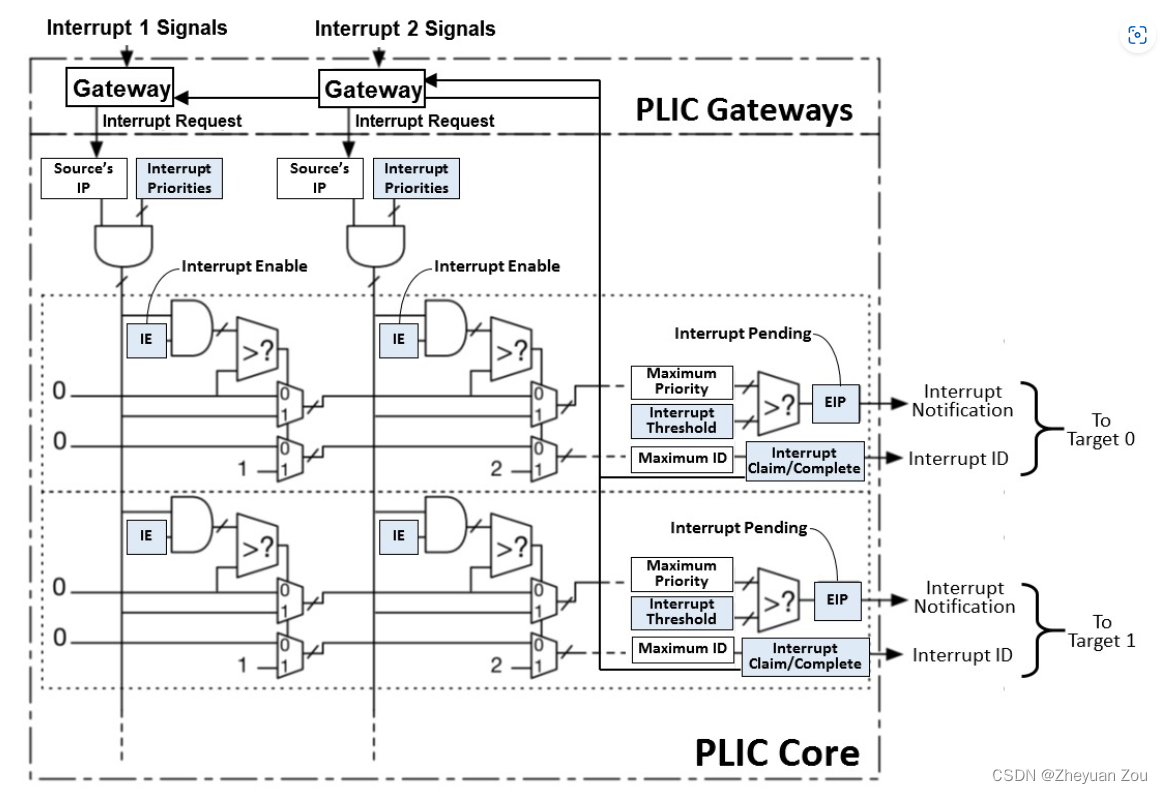 Interrupt 1 Signals
Interrupt 2 Signals
Gateway
Gateway
PLIC Gateways
Interrupt Request
Interrupt Request
Source's
IP
Interrupt
Priorities
Source's
IP
Interrupt
Priorities
Interrupt Enable
Interrupt Enable
IE
>?
IE
>?
0
0
1
0
1
0
0
1
1
0
1
2
Interrupt Pending
Maximum
Priority
Interrupt
Threshold
>?
EIP
Maximum ID
Interrupt
Claim/Complete
Interrupt
Notification
Interrupt ID
To
Target 0
IE
>?
IE
>?
0
0
1
0
1
0
0
1
1
0
1
2
Interrupt Pending
Maximum
Priority
Interrupt
Threshold
>?
EIP
Maximum ID
Interrupt
Claim/Complete
Interrupt
Notification
Interrupt ID
To
Target 1
PLIC Core
CSDN @Zheyuan Zou